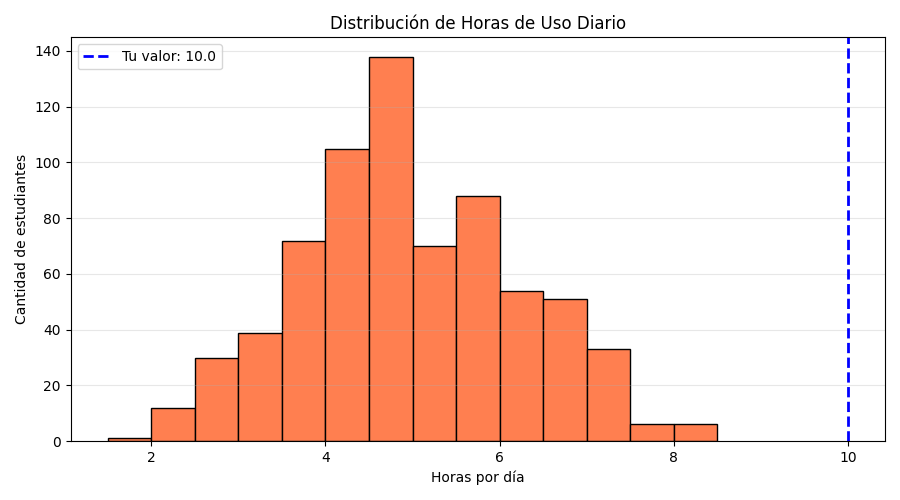 Distribución de Horas de Uso Diario
Tu valor: 10.0
Cantidad de estudiantes
140
120
100
80
60
40
20
0
2 4 6 8 10
Horas por día